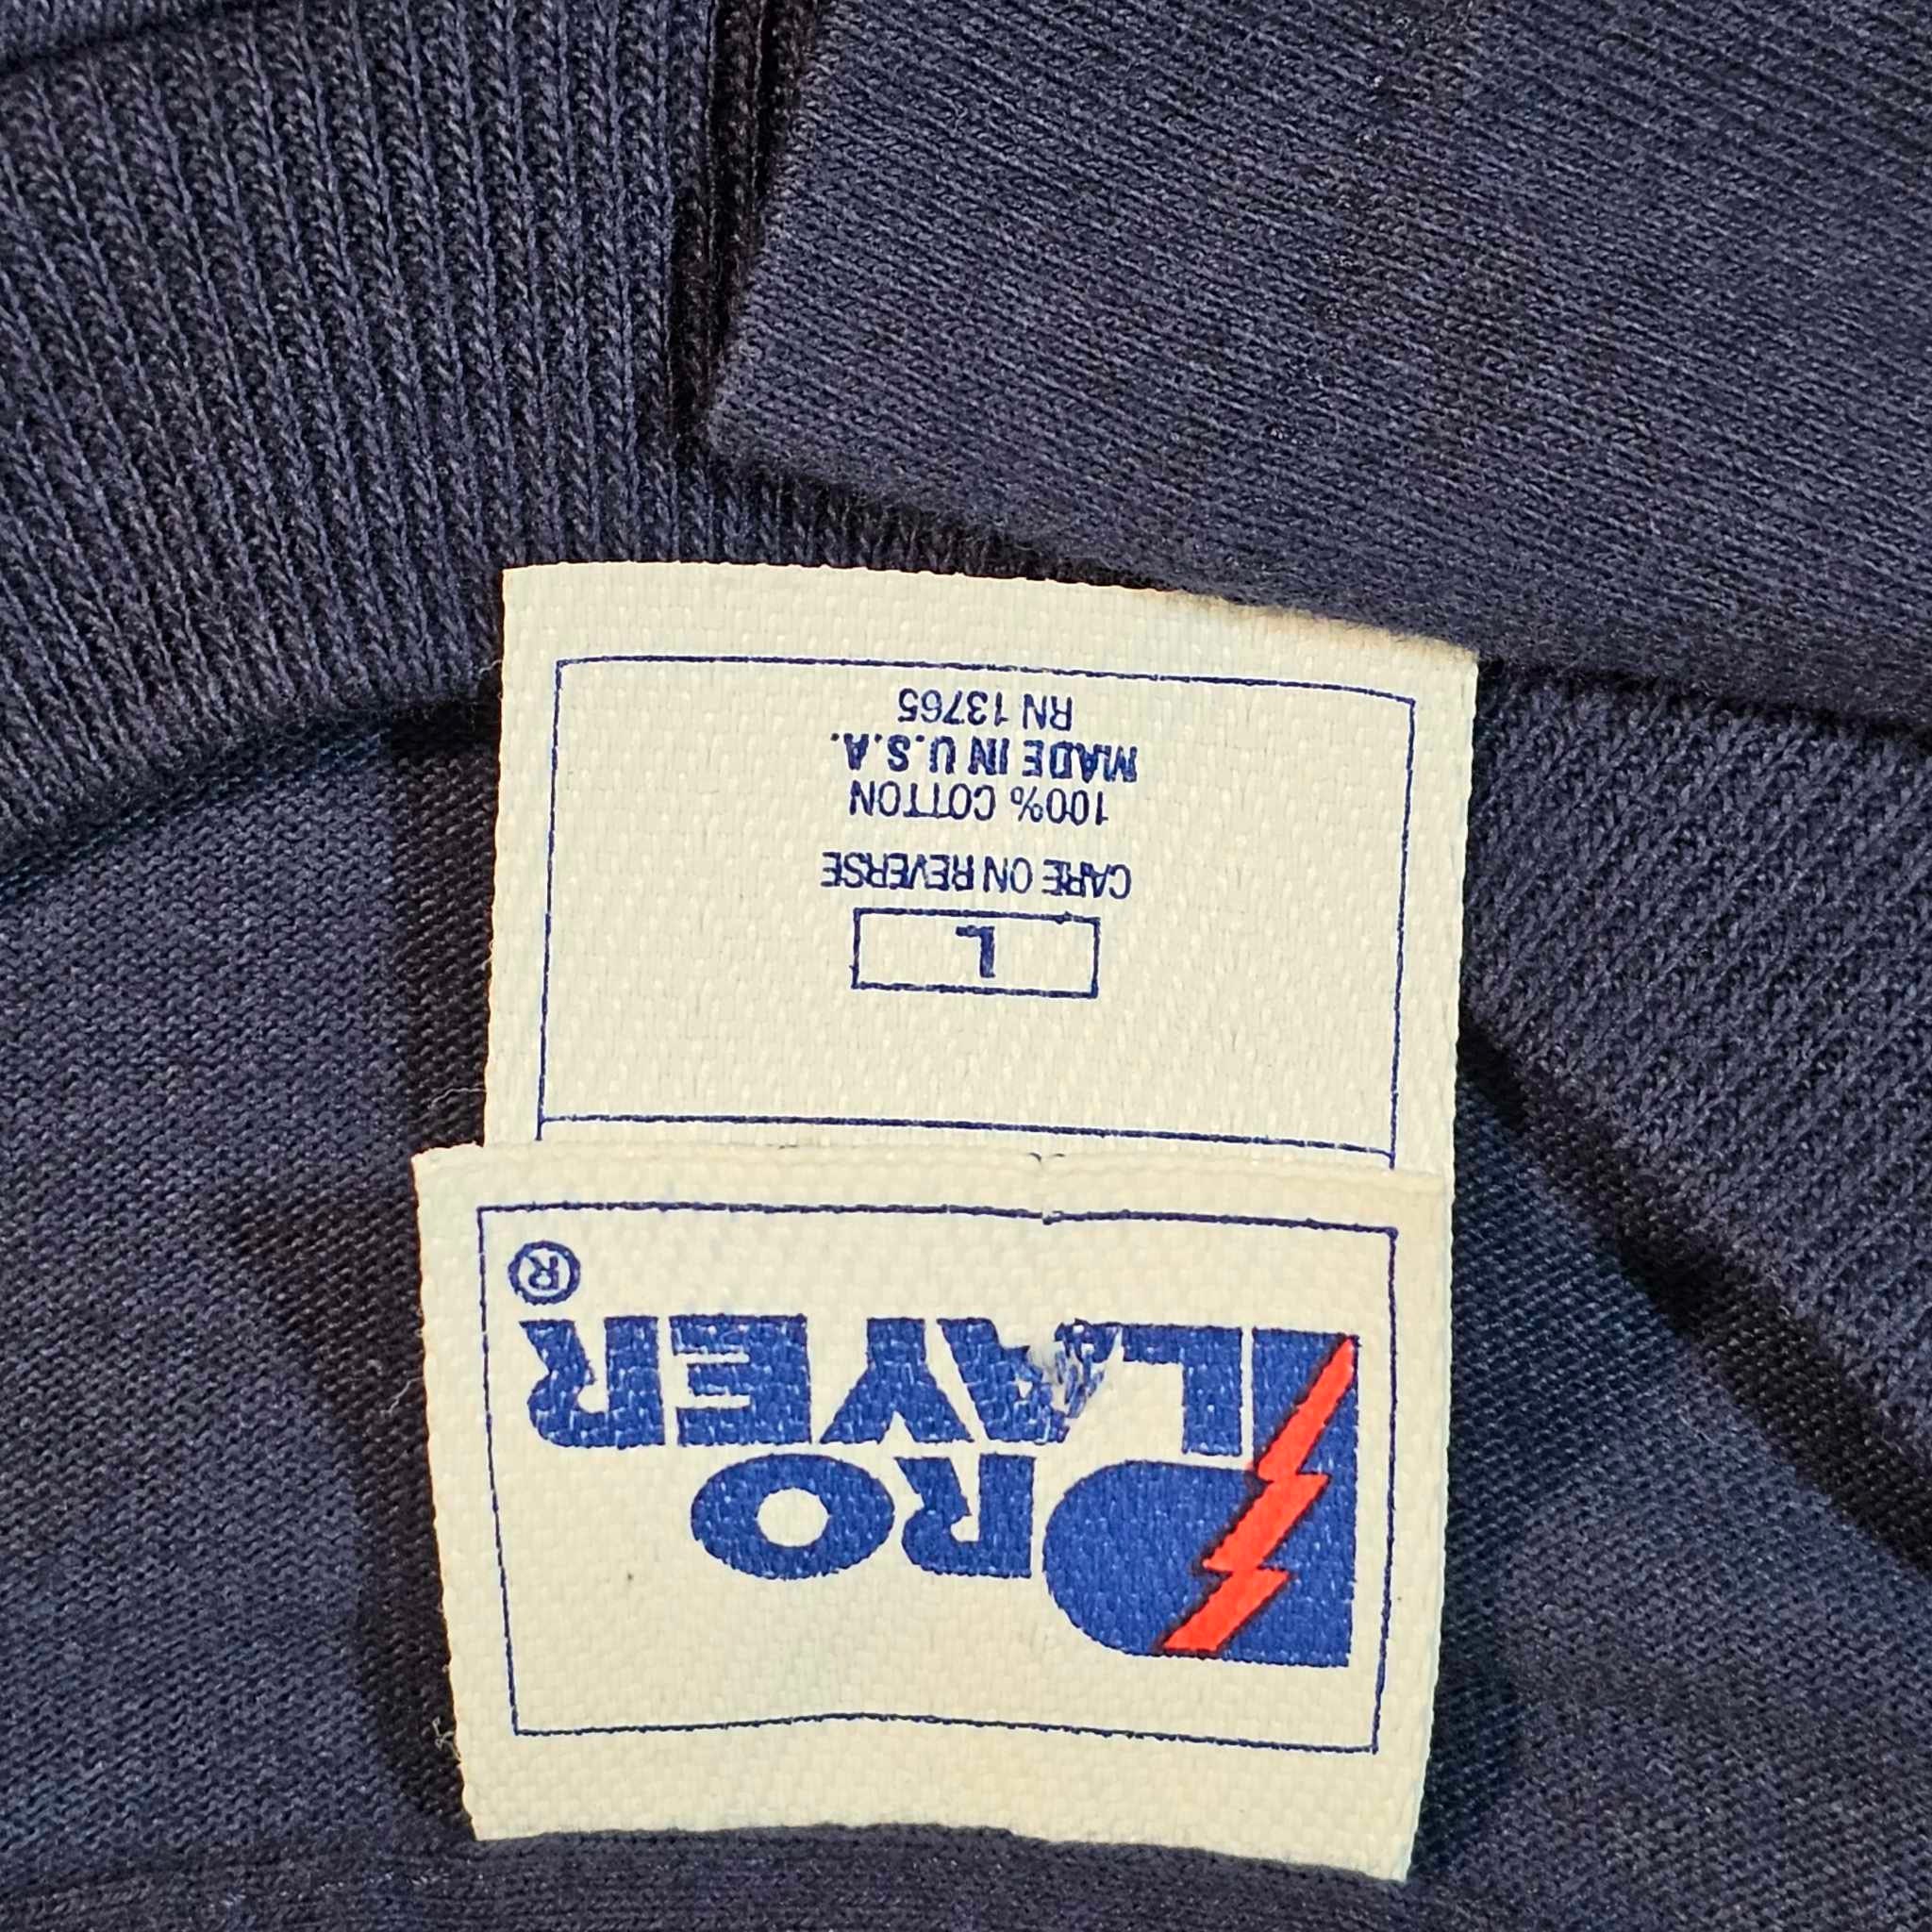 PRO
PLAYER®
L
CARE ON REVERSE
100% COTTON
MADE IN U.S.A.
RN 13765